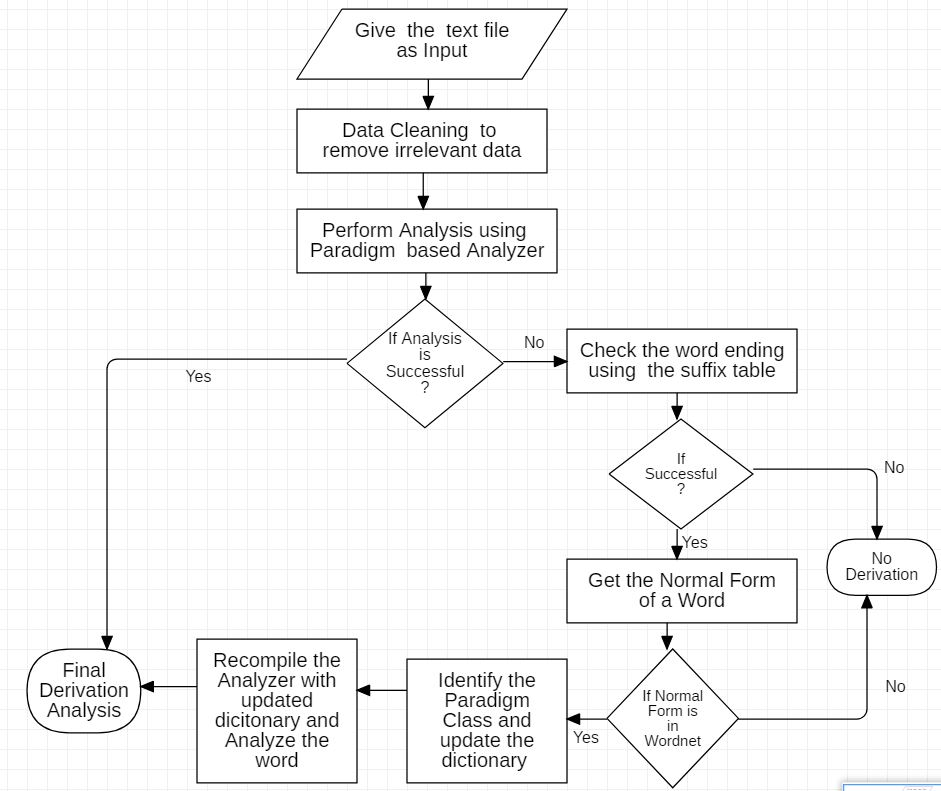 Give the text file
as Input
Data Cleaning to
remove irrelevant data
Perform Analysis using
Paradigm based Analyzer
If Analysis
is
Successful
?
No
Yes
Check the word ending
using the suffix table
If
Successful
?
No
Yes
No
Derivation
Get the Normal Form
of a Word
If Normal
Form is
in
Wordnet
No
Yes
Identify the
Paradigm
Class and
update the
dictionary
Recompile the
Analyzer with
updated
dicitonary and
Analyze the
word
Final
Derivation
Analysis